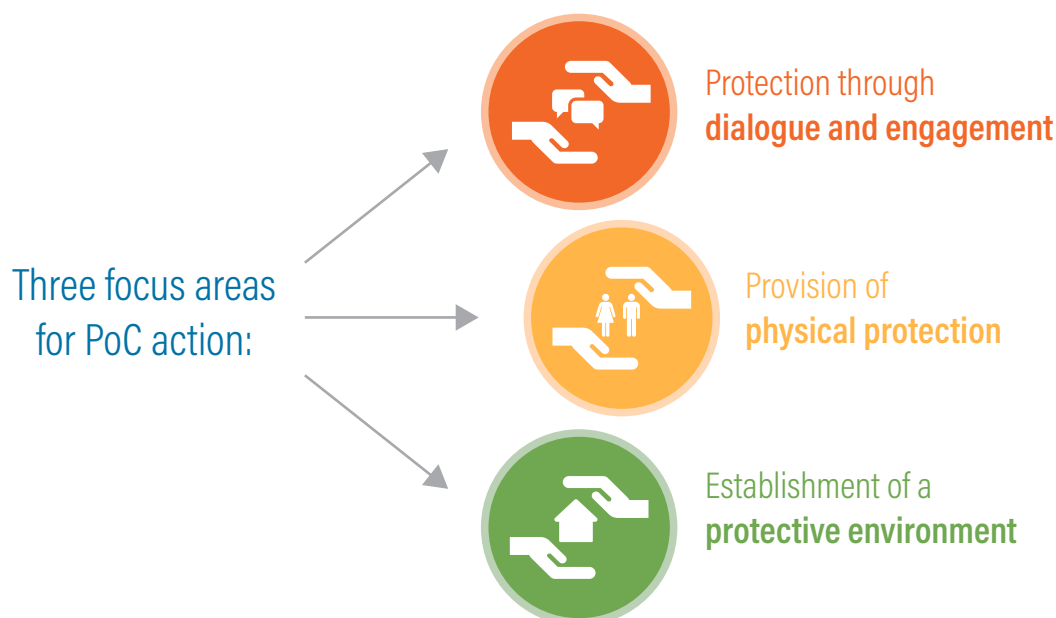 Three focus areas
for PoC action:
Protection through
dialogue and engagement
Provision of
physical protection
Establishment of a
protective environment